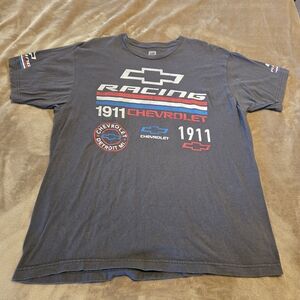 RACING
1911 CHEVROLET
CHEVROLET
DETROIT MI
CHEVROLET
1911